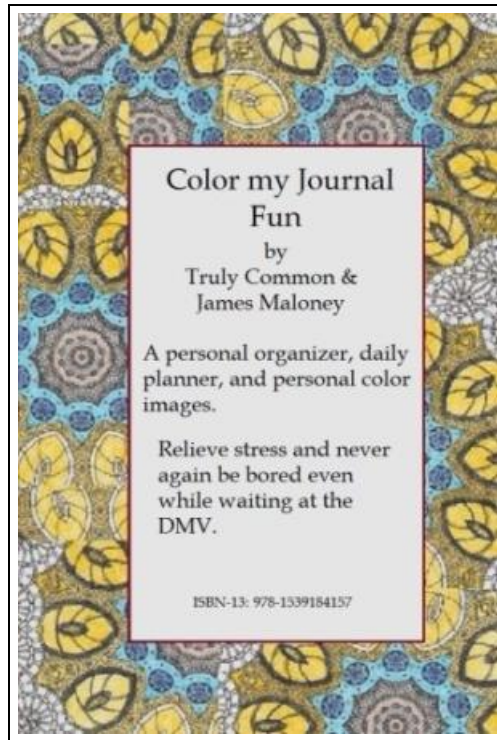 Color my Journal
Fun
by
Truly Common &
James Maloney
A personal organizer, daily
planner, and personal color
images.
Relieve stress and never
again be bored even
while waiting at the
DMV.
ISBN-13: 978-1539184157